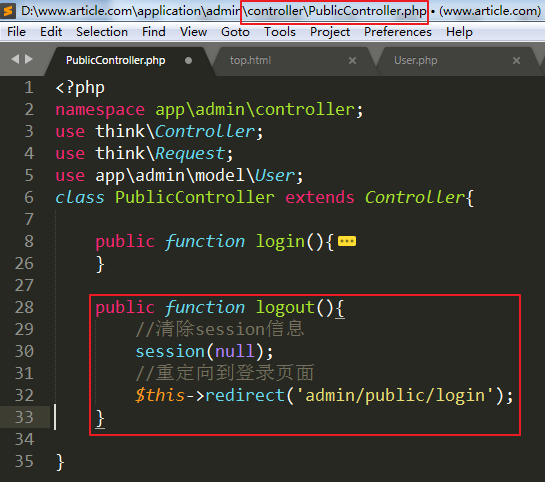 D:\www.article.com\application\admin\controller\PublicController.php • (www.article.com)
File Edit Selection Find View Goto Tools Project Preferences Help
PublicController.php top.html User.php
1 <?php
2 namespace app\admin\controller;
3 use think\Controller;
4 use think\Request;
5 use app\admin\model\User;
6 class PublicController extends Controller{
7
8 public function login(){
26 }
27
28 public function logout(){
29 //清除session信息
30 session(null);
31 //重定向到登录页面
32 $this->redirect('admin/public/login');
33 }
34
35 }